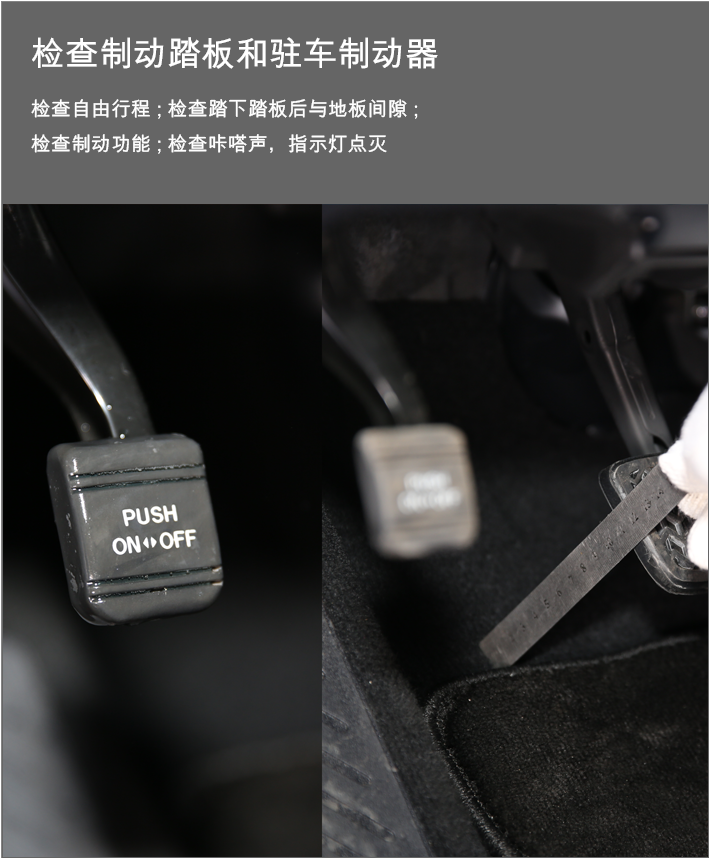 检查制动踏板和驻车制动器
检查自由行程；检查踏下踏板后与地板间隙；
检查制动功能；检查咔嗒声，指示灯点灭
PUSH
ON◂▸OFF